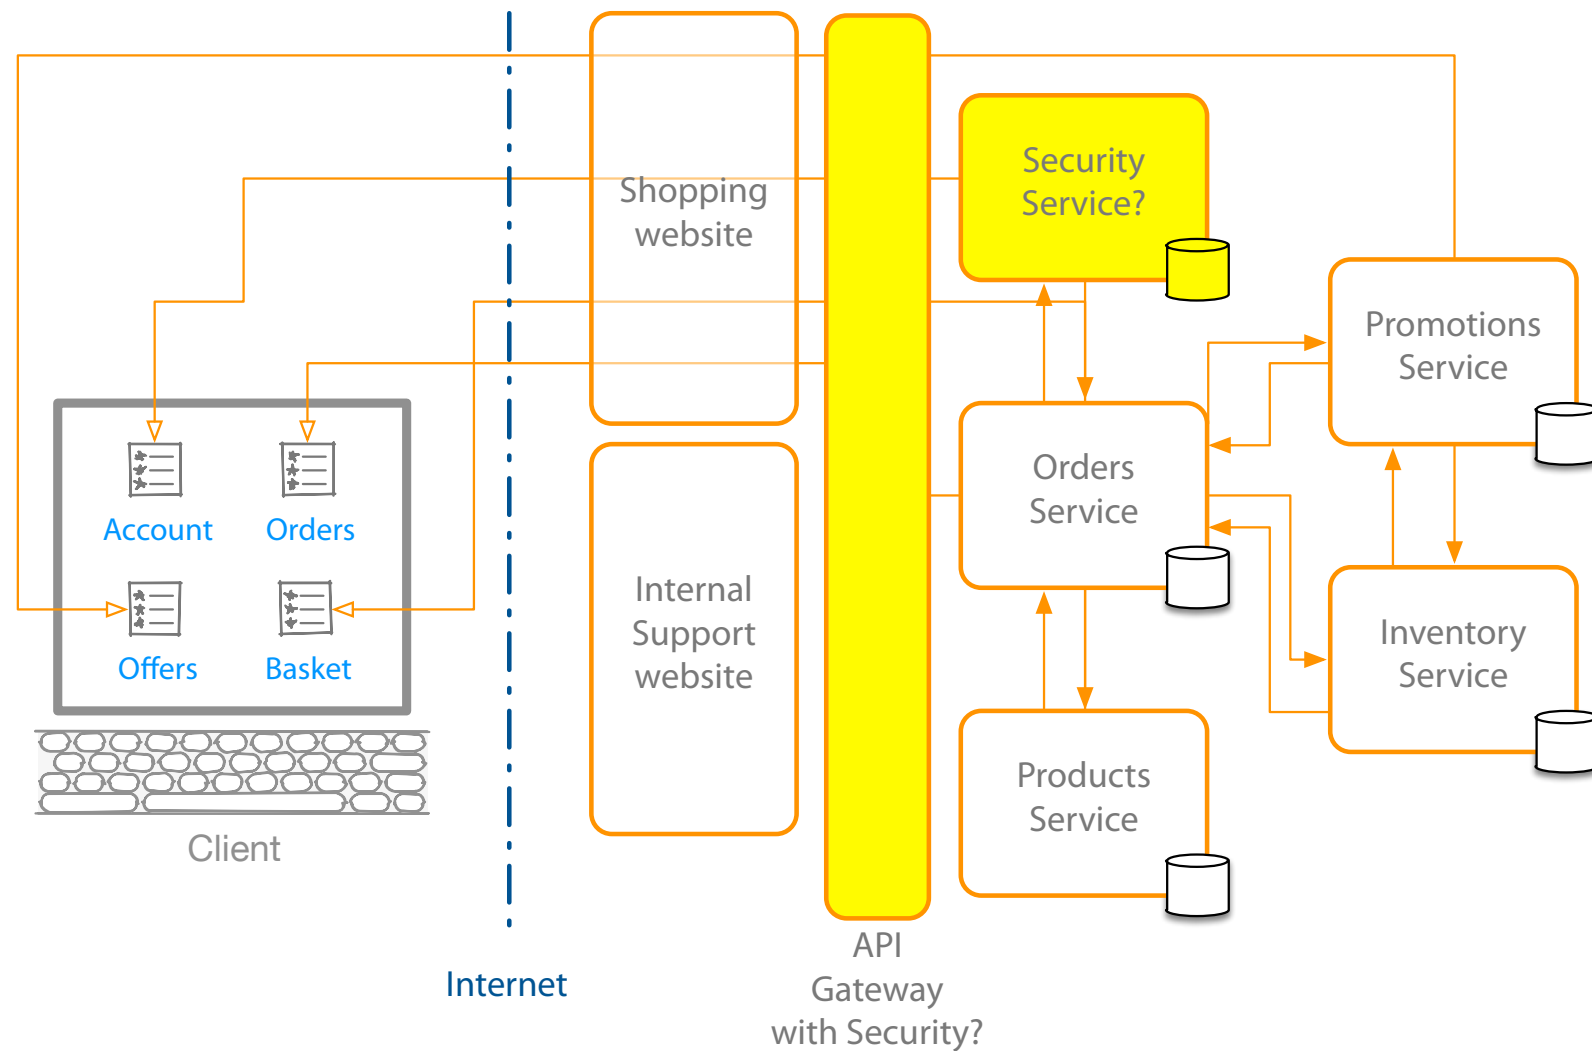 Shopping
website
Security
Service?
Promotions
Service
Account
Orders
Offers
Basket
Client
Internet
Internal
Support
website
Orders
Service
Inventory
Service
Products
Service
API
Gateway
with Security?